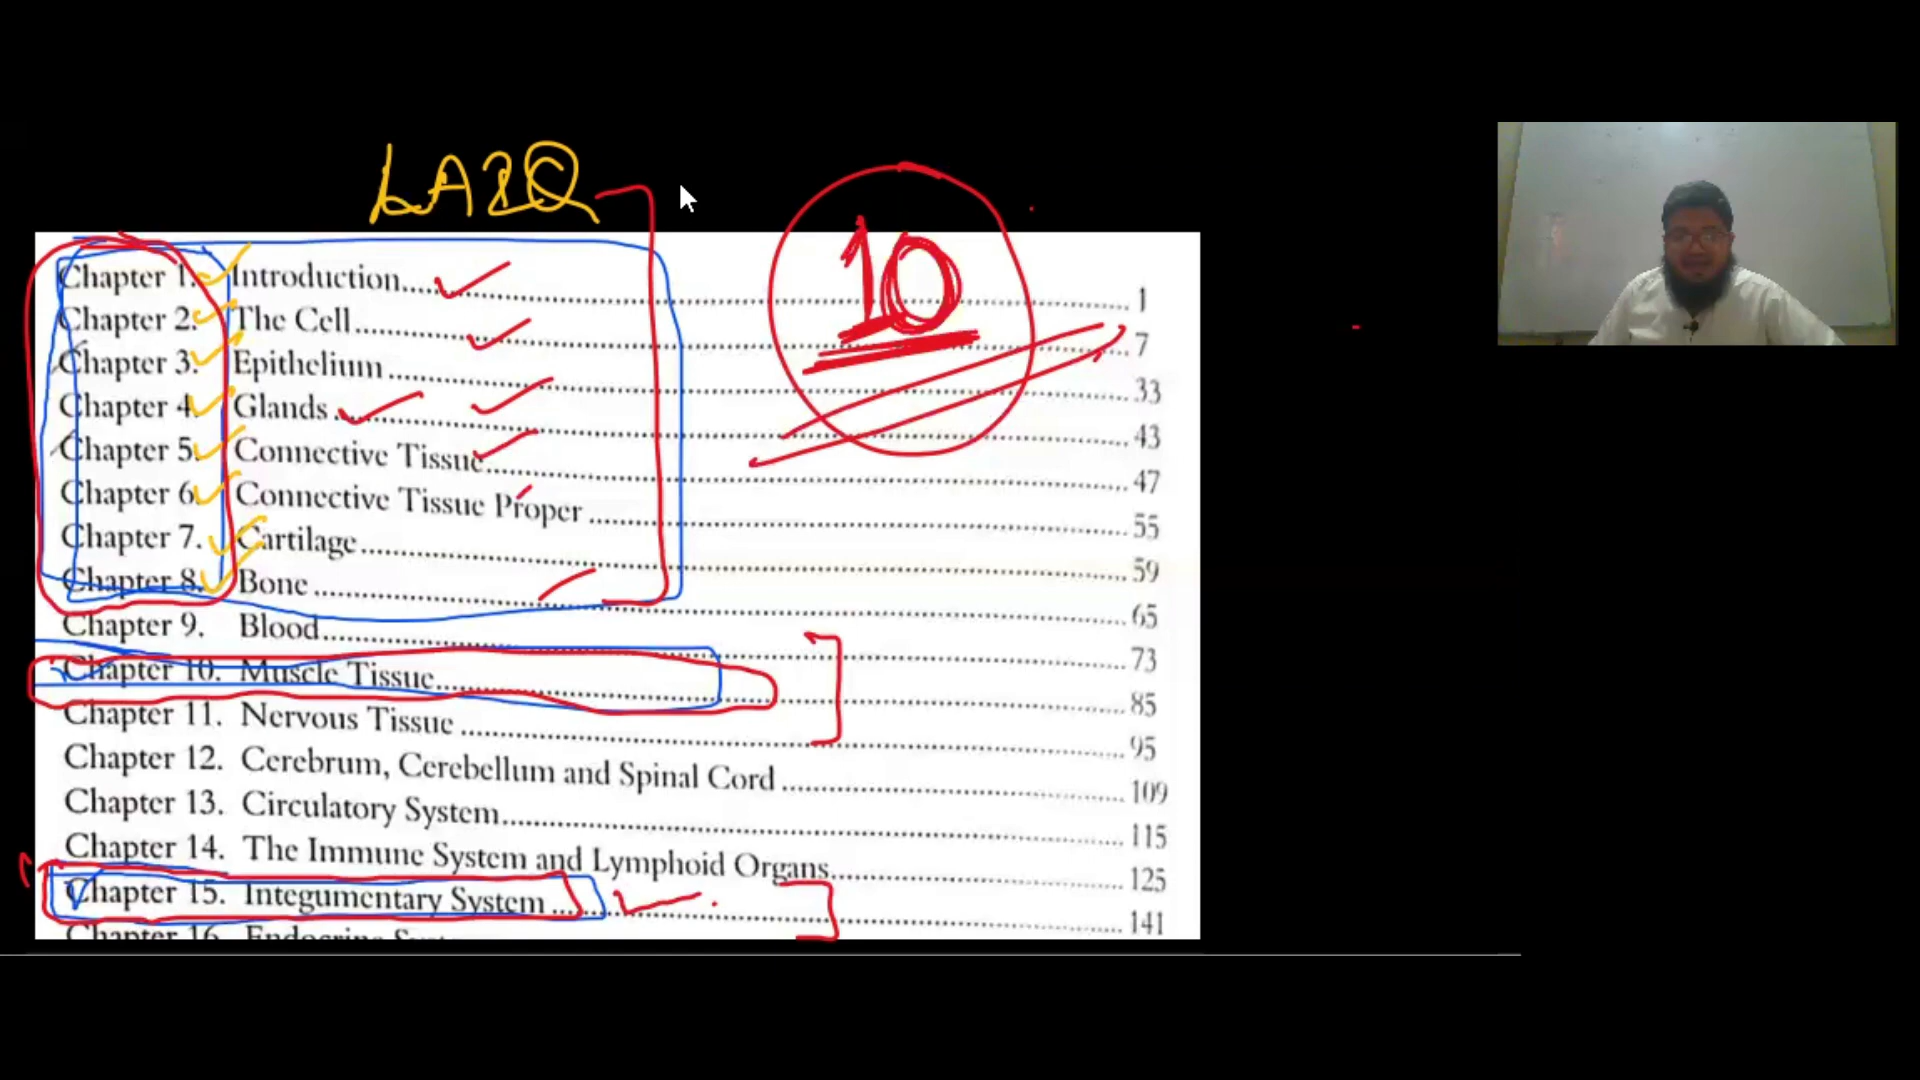 LAIQ
10
Chapter 1. Introduction.... 1
Chapter 2. The Cell.... 7
Chapter 3. Epithelium.... 33
Chapter 4. Glands.... 43
Chapter 5. Connective Tissue.... 47
Chapter 6. Connective Tissue Proper.... 55
Chapter 7. Cartilage.... 59
Chapter 8. Bone.... 65
Chapter 9. Blood.... 73
Chapter 10. Muscle Tissue.... 85
Chapter 11. Nervous Tissue.... 95
Chapter 12. Cerebrum, Cerebellum and Spinal Cord.... 109
Chapter 13. Circulatory System.... 115
Chapter 14. The Immune System and Lymphoid Organs.... 125
Chapter 15. Integumentary System.... 141
Chapter 16. Endocrine